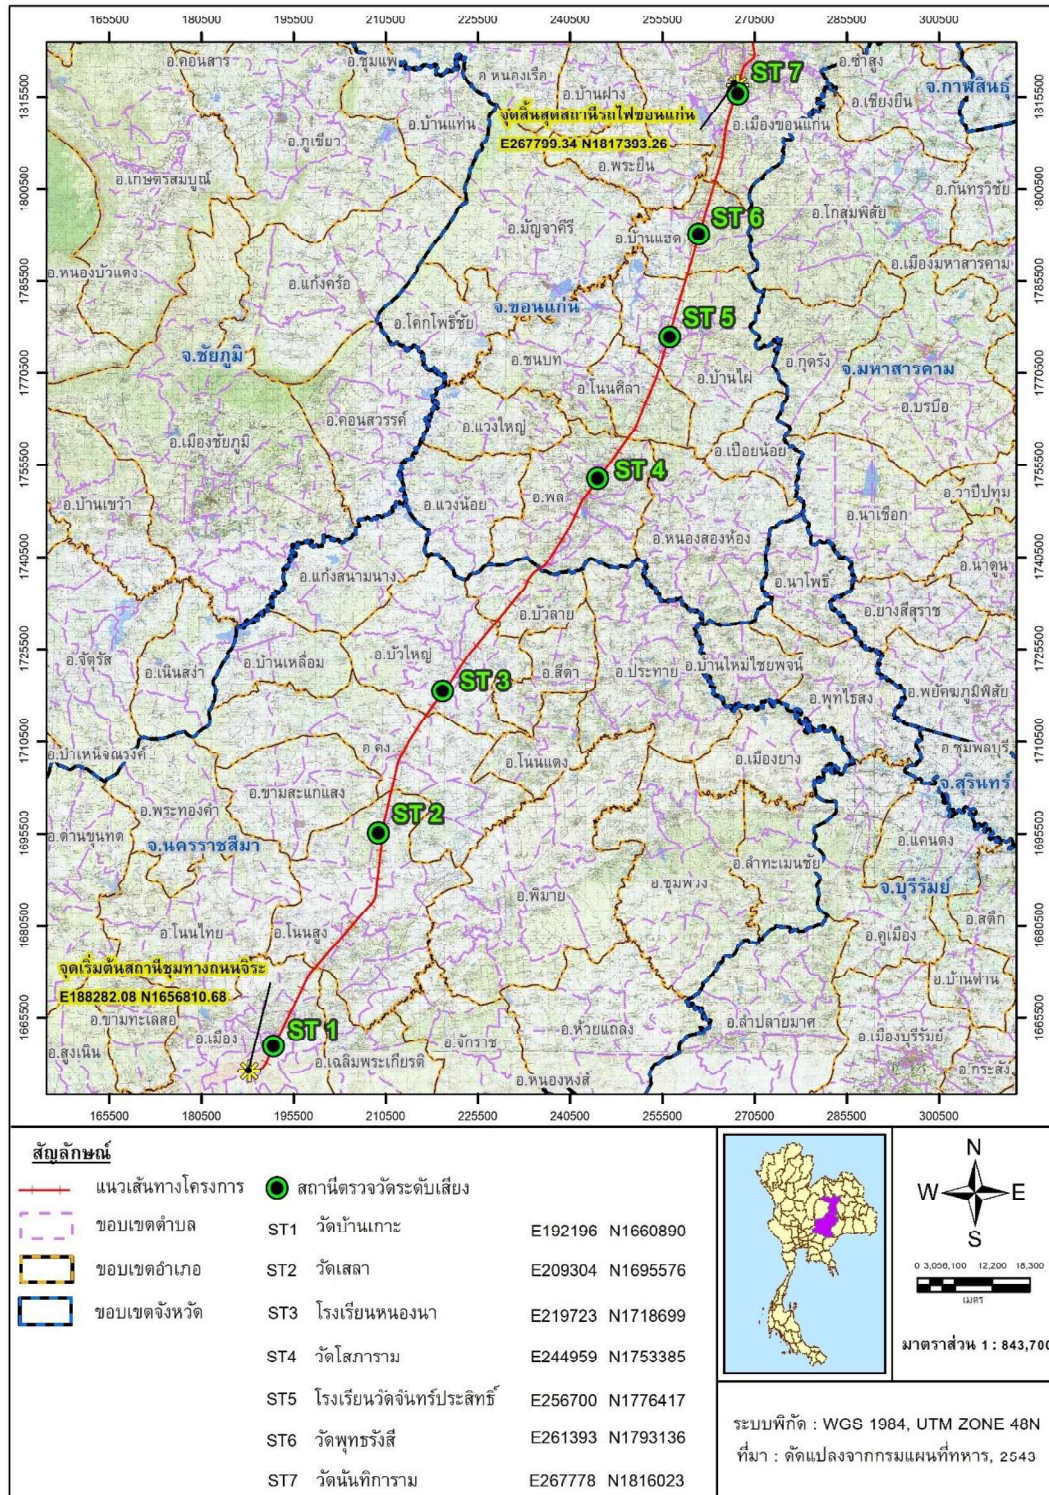 165500 180500 195500 210500 225500 240500 255500 270500 285500 300500
อ.คอนสาร
อ.ชุมแพ
อ หนองเรือ
ST 7
อ.ซำสูง
จ.กาฬสินธุ์
1315500
อ.บ้านฝาง
อ.เชียงยืน
1315500
จุดสิ้นสุดสถานีรถไฟขอนแก่น
อ.เมืองขอนแก่น
E267799.34 N1817393.26
อ.บ้านแท่น
อ.ภูเขียว
อ.พระยืน
อ.เกษตรสมบูรณ์
1800500
อ.กันทรวิชัย
1800500
อ.มัญจาคีรี
อ.บ้านแฮด
ST 6
อ.โกสุมพิสัย
อ.หนองบัวแดง
อ.แก้งคร้อ
อ.เมืองมหาสารคาม
1785500
จ.ขอนแก่น
1785500
อ.โคกโพธิ์ชัย
ST 5
จ.ชัยภูมิ
อ.ชนบท
อ.กุดรัง
จ.มหาสารคาม
1770500
อ.โนนศิลา
อ.บ้านไผ่
1770500
อ.คอนสวรรค์
อ.แวงใหญ่
อ.บรบือ
อ.เมืองชัยภูมิ
อ.เปือยน้อย
1755500
ST 4
1755500
อ.บ้านเขว้า
อ.แวงน้อย
อ.พล
อ.วาปีปทุม
อ.นาเชือก
อ.หนองสองห้อง
1740500
อ.แก้งสนามนาง
อ.นาโพธิ์
อ.นาดูน
1740500
อ.บัวลาย
อ.ยางสีสุราช
1725500
อ.จัตุรัส
อ.เนินสง่า
อ.บ้านเหลื่อม
อ.บัวใหญ่
อ.สีดา
อ.ประทาย
อ.บ้านใหม่ไชยพจน์
1725500
ST 3
อ.พุทไธสง
อ.พยัคฆภูมิพิสัย
1710500
อ.บำเหน็จณรงค์
อ.คง
อ.โนนแดง
อ.เมืองยาง
อ ชุมพลบุรี
1710500
อ.ขามสะแกแสง
จ.สุรินทร์
อ.พระทองคำ
ST 2
1695500
อ.ด่านขุนทด
จ.นครราชสีมา
อ.แคนดง
1695500
อ.ลำทะเมนชัย
อ.ชุมพวง
จ.บุรีรัมย์
อ.พิมาย
อ.สตึก
1680500
อ.โนนไทย
อ.โนนสูง
อ.คูเมือง
1680500
จุดเริ่มต้นสถานีชุมทางถนนจิระ
อ.บ้านด่าน
E188282.08 N1656810.68
1665500
อ.ขามทะเลสอ
อ.เมือง
ST 1
อ.ห้วยแถลง
อ.ลำปลายมาศ
1665500
อ.สูงเนิน
อ.เฉลิมพระเกียรติ
อ.จักราช
อ.เมืองบุรีรัมย์
อ.หนองหงส์
อ.กระสัง
165500 180500 195500 210500 225500 240500 255500 270500 285500 300500
สัญลักษณ์
แนวเส้นทางโครงการ
ขอบเขตตำบล
ขอบเขตอำเภอ
ขอบเขตจังหวัด
สถานีตรวจวัดระดับเสียง
ST1 วัดบ้านเกาะ E192196 N1660890
ST2 วัดเสลา E209304 N1695576
ST3 โรงเรียนหนองนา E219723 N1718699
ST4 วัดโสภาราม E244959 N1753385
ST5 โรงเรียนวัดจันทร์ประสิทธิ์ E256700 N1776417
ST6 วัดพุทธรังสี E261393 N1793136
ST7 วัดนันทิการาม E267778 N1816023
N
W E
S
12,200 18,300
เมตร
มาตราส่วน 1 : 843,700
ระบบพิกัด : WGS 1984, UTM ZONE 48N
ที่มา : ดัดแปลงจากกรมแผนที่ทหาร, 2543